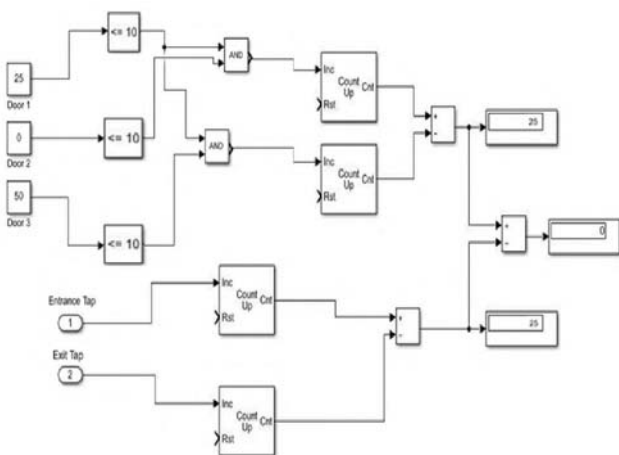 25
Door 1
<= 10
AND
Inc
Rst
Count
Up
Cnt
+
-
25
0
Door 2
<= 10
AND
Inc
Rst
Count
Up
Cnt
50
Door 3
<= 10
+
-
0
Entrance Tap
1
Inc
Rst
Count
Up
Cnt
+
-
25
Exit Tap
2
Inc
Rst
Count
Up
Cnt